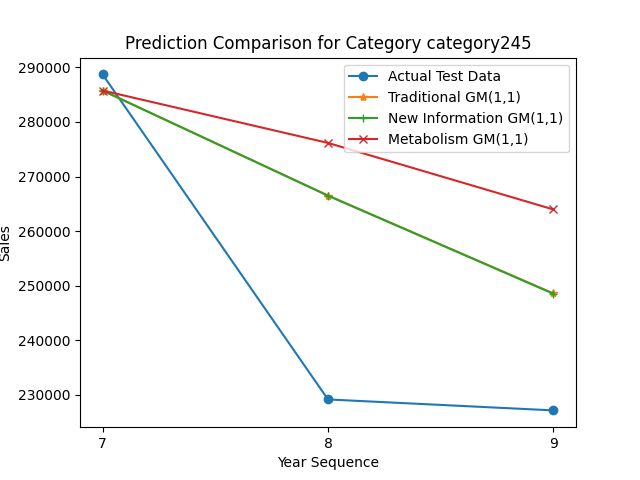 Prediction Comparison for Category category245
290000
280000
270000
260000
250000
240000
230000
Sales
Actual Test Data
Traditional GM(1,1)
New Information GM(1,1)
Metabolism GM(1,1)
7
8
9
Year Sequence